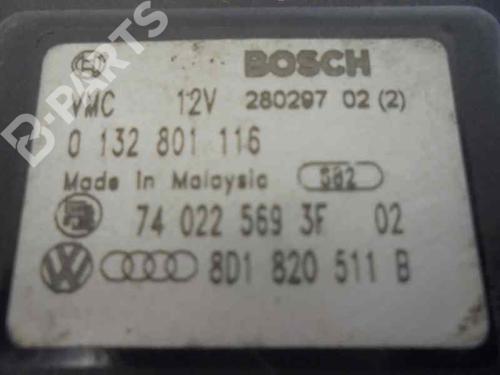 BOSCH
VMC 12V 280297 02 (2)
0 132 801 116
Made in Malaysia 582
74 022 569 3F 02
8D1 820 511 B
B-PARTS